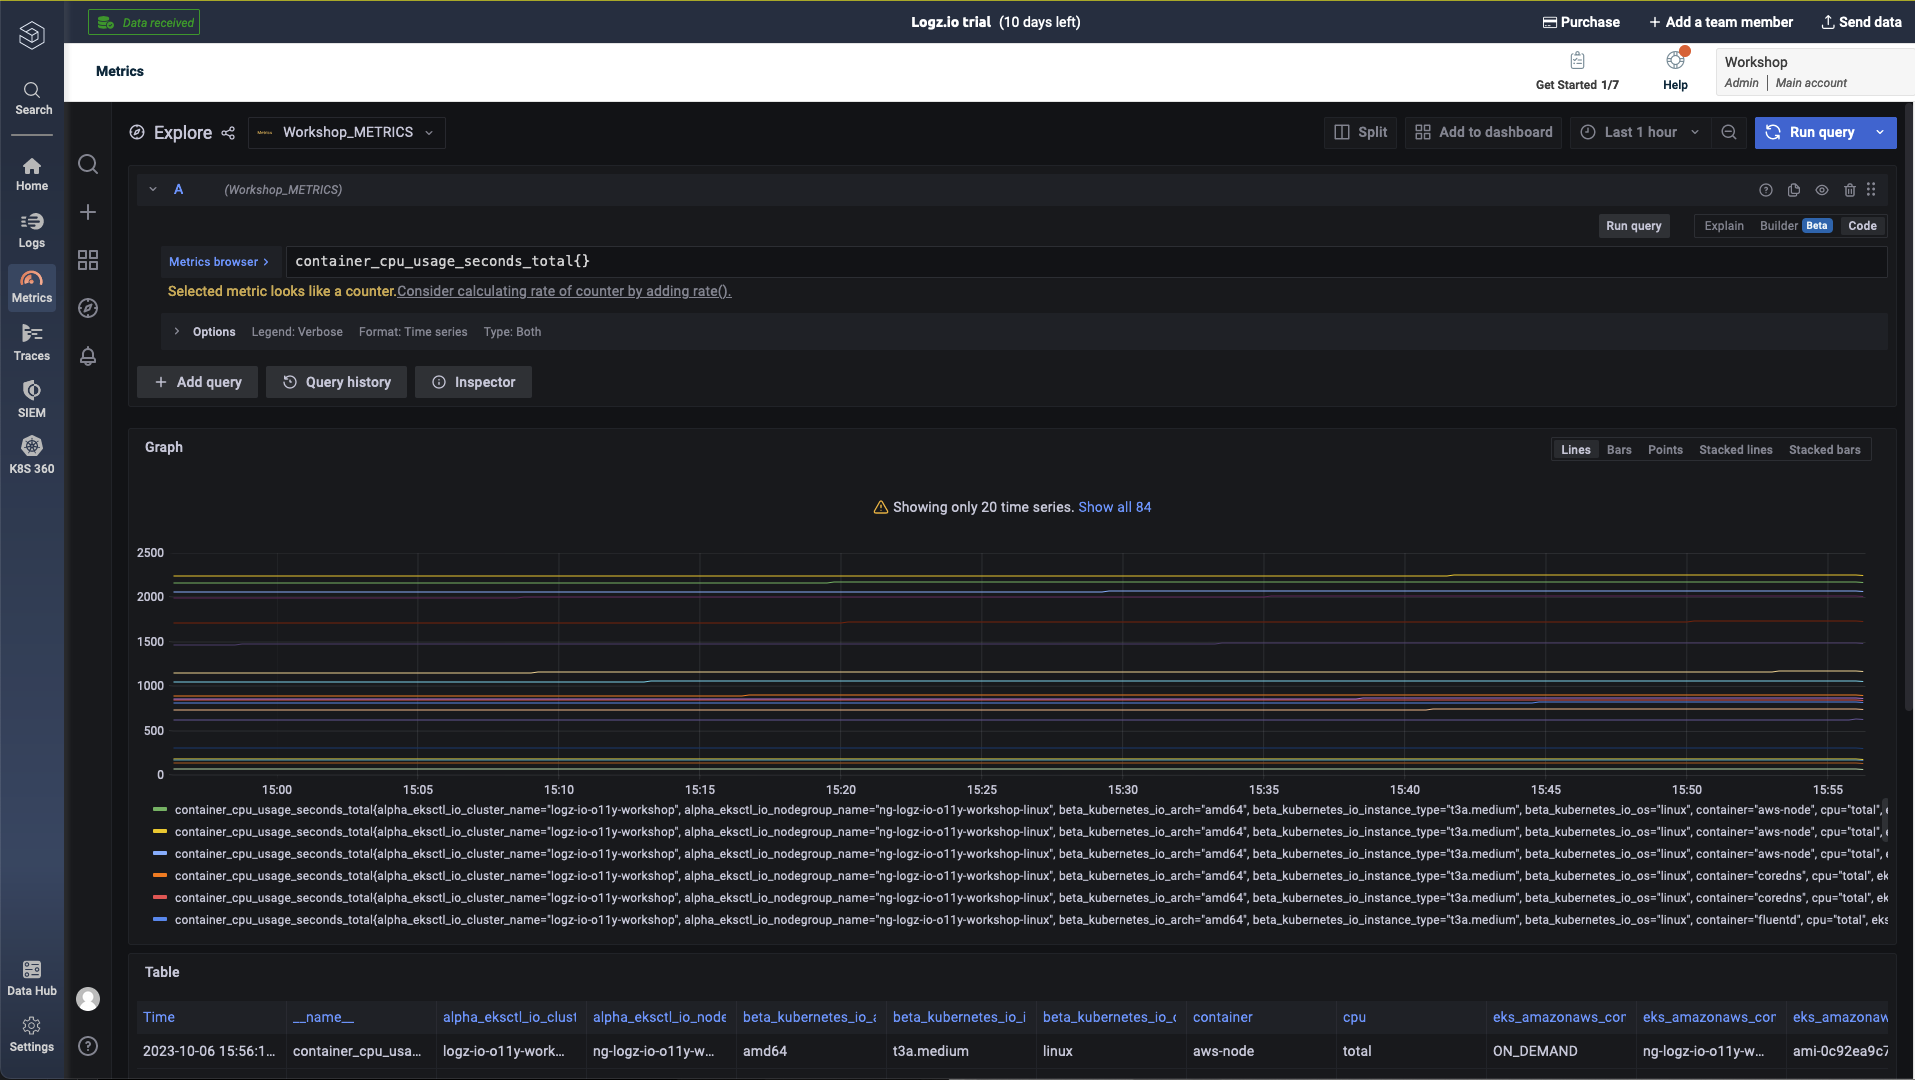 Data received
Logz.io trial (10 days left)
Purchase
Add a team member
Send data
Search
Home
Logs
Metrics
Traces
SIEM
K8S 360
Data Hub
Settings
Metrics
Get Started 1/7
Help
Workshop
Admin | Main account
Explore
Workshop_METRICS
Split
Add to dashboard
Last 1 hour
Run query
A (Workshop_METRICS)
Run query
Explain Builder Beta Code
Metrics browser >
container_cpu_usage_seconds_total{}
Selected metric looks like a counter. Consider calculating rate of counter by adding rate().
Options Legend: Verbose Format: Time series Type: Both
+ Add query
Query history
Inspector
Graph
Lines Bars Points Stacked lines Stacked bars
Showing only 20 time series. Show all 84
2500
2000
1500
1000
500
0
15:00 15:05 15:10 15:15 15:20 15:25 15:30 15:35 15:40 15:45 15:50 15:55
container_cpu_usage_seconds_total{alpha_eksctl_io_cluster_name="logz-io-o11y-workshop", alpha_eksctl_io_nodegroup_name="ng-logz-io-o11y-workshop-linux", beta_kubernetes_io_arch="amd64", beta_kubernetes_io_instance_type="t3a.medium", beta_kubernetes_io_os="linux", container="aws-node", cpu="total", e
container_cpu_usage_seconds_total{alpha_eksctl_io_cluster_name="logz-io-o11y-workshop", alpha_eksctl_io_nodegroup_name="ng-logz-io-o11y-workshop-linux", beta_kubernetes_io_arch="amd64", beta_kubernetes_io_instance_type="t3a.medium", beta_kubernetes_io_os="linux", container="aws-node", cpu="total", e
container_cpu_usage_seconds_total{alpha_eksctl_io_cluster_name="logz-io-o11y-workshop", alpha_eksctl_io_nodegroup_name="ng-logz-io-o11y-workshop-linux", beta_kubernetes_io_arch="amd64", beta_kubernetes_io_instance_type="t3a.medium", beta_kubernetes_io_os="linux", container="aws-node", cpu="total", e
container_cpu_usage_seconds_total{alpha_eksctl_io_cluster_name="logz-io-o11y-workshop", alpha_eksctl_io_nodegroup_name="ng-logz-io-o11y-workshop-linux", beta_kubernetes_io_arch="amd64", beta_kubernetes_io_instance_type="t3a.medium", beta_kubernetes_io_os="linux", container="coredns", cpu="total", ek
container_cpu_usage_seconds_total{alpha_eksctl_io_cluster_name="logz-io-o11y-workshop", alpha_eksctl_io_nodegroup_name="ng-logz-io-o11y-workshop-linux", beta_kubernetes_io_arch="amd64", beta_kubernetes_io_instance_type="t3a.medium", beta_kubernetes_io_os="linux", container="coredns", cpu="total", ek
container_cpu_usage_seconds_total{alpha_eksctl_io_cluster_name="logz-io-o11y-workshop", alpha_eksctl_io_nodegroup_name="ng-logz-io-o11y-workshop-linux", beta_kubernetes_io_arch="amd64", beta_kubernetes_io_instance_type="t3a.medium", beta_kubernetes_io_os="linux", container="fluentd", cpu="total", eks
Table
Time __name__ alpha_eksctl_io_clust alpha_eksctl_io_node beta_kubernetes_io_a beta_kubernetes_io_i beta_kubernetes_io_o container cpu eks_amazonaws_con eks_amazonaws_con eks_amazonaw
2023-10-06 15:56:1... container_cpu_usa... logz-io-o11y-work... ng-logz-io-o11y-w... amd64 t3a.medium linux aws-node total ON_DEMAND ng-logz-io-o11y-w... ami-0c92ea9c7